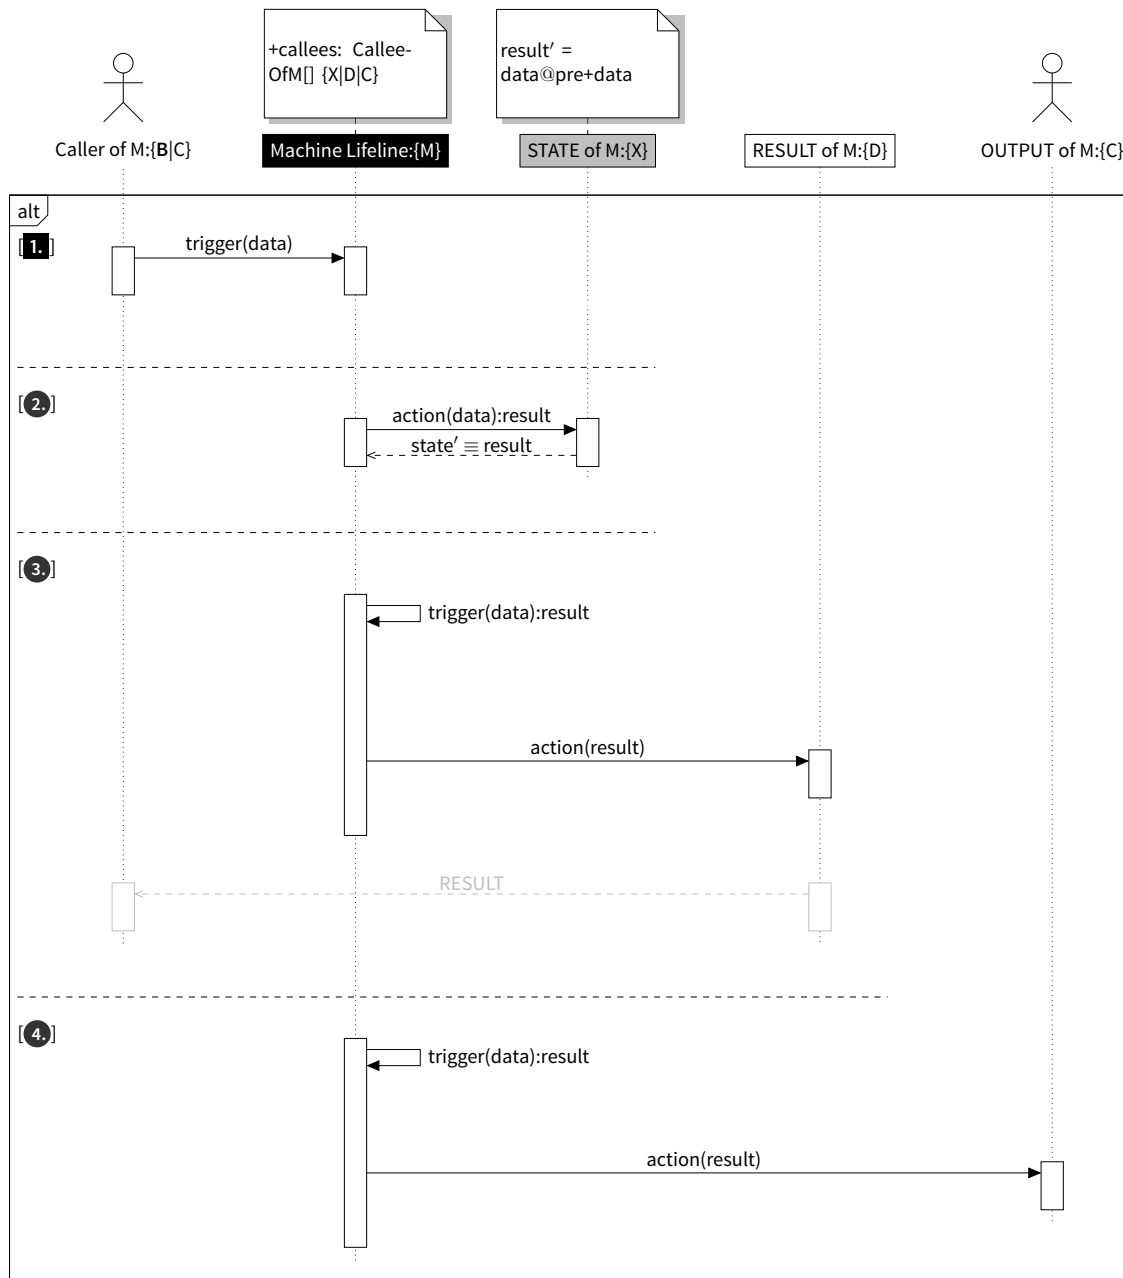 +callees: Callee-
OfM[] {X|D|C}
result′ =
data@pre+data
Caller of M:{B|C}
Machine Lifeline:{M}
STATE of M:{X}
RESULT of M:{D}
OUTPUT of M:{C}
alt
[1.]
trigger(data)
[2.]
action(data):result
state′ ≡ result
[3.]
trigger(data):result
action(result)
RESULT
[4.]
trigger(data):result
action(result)